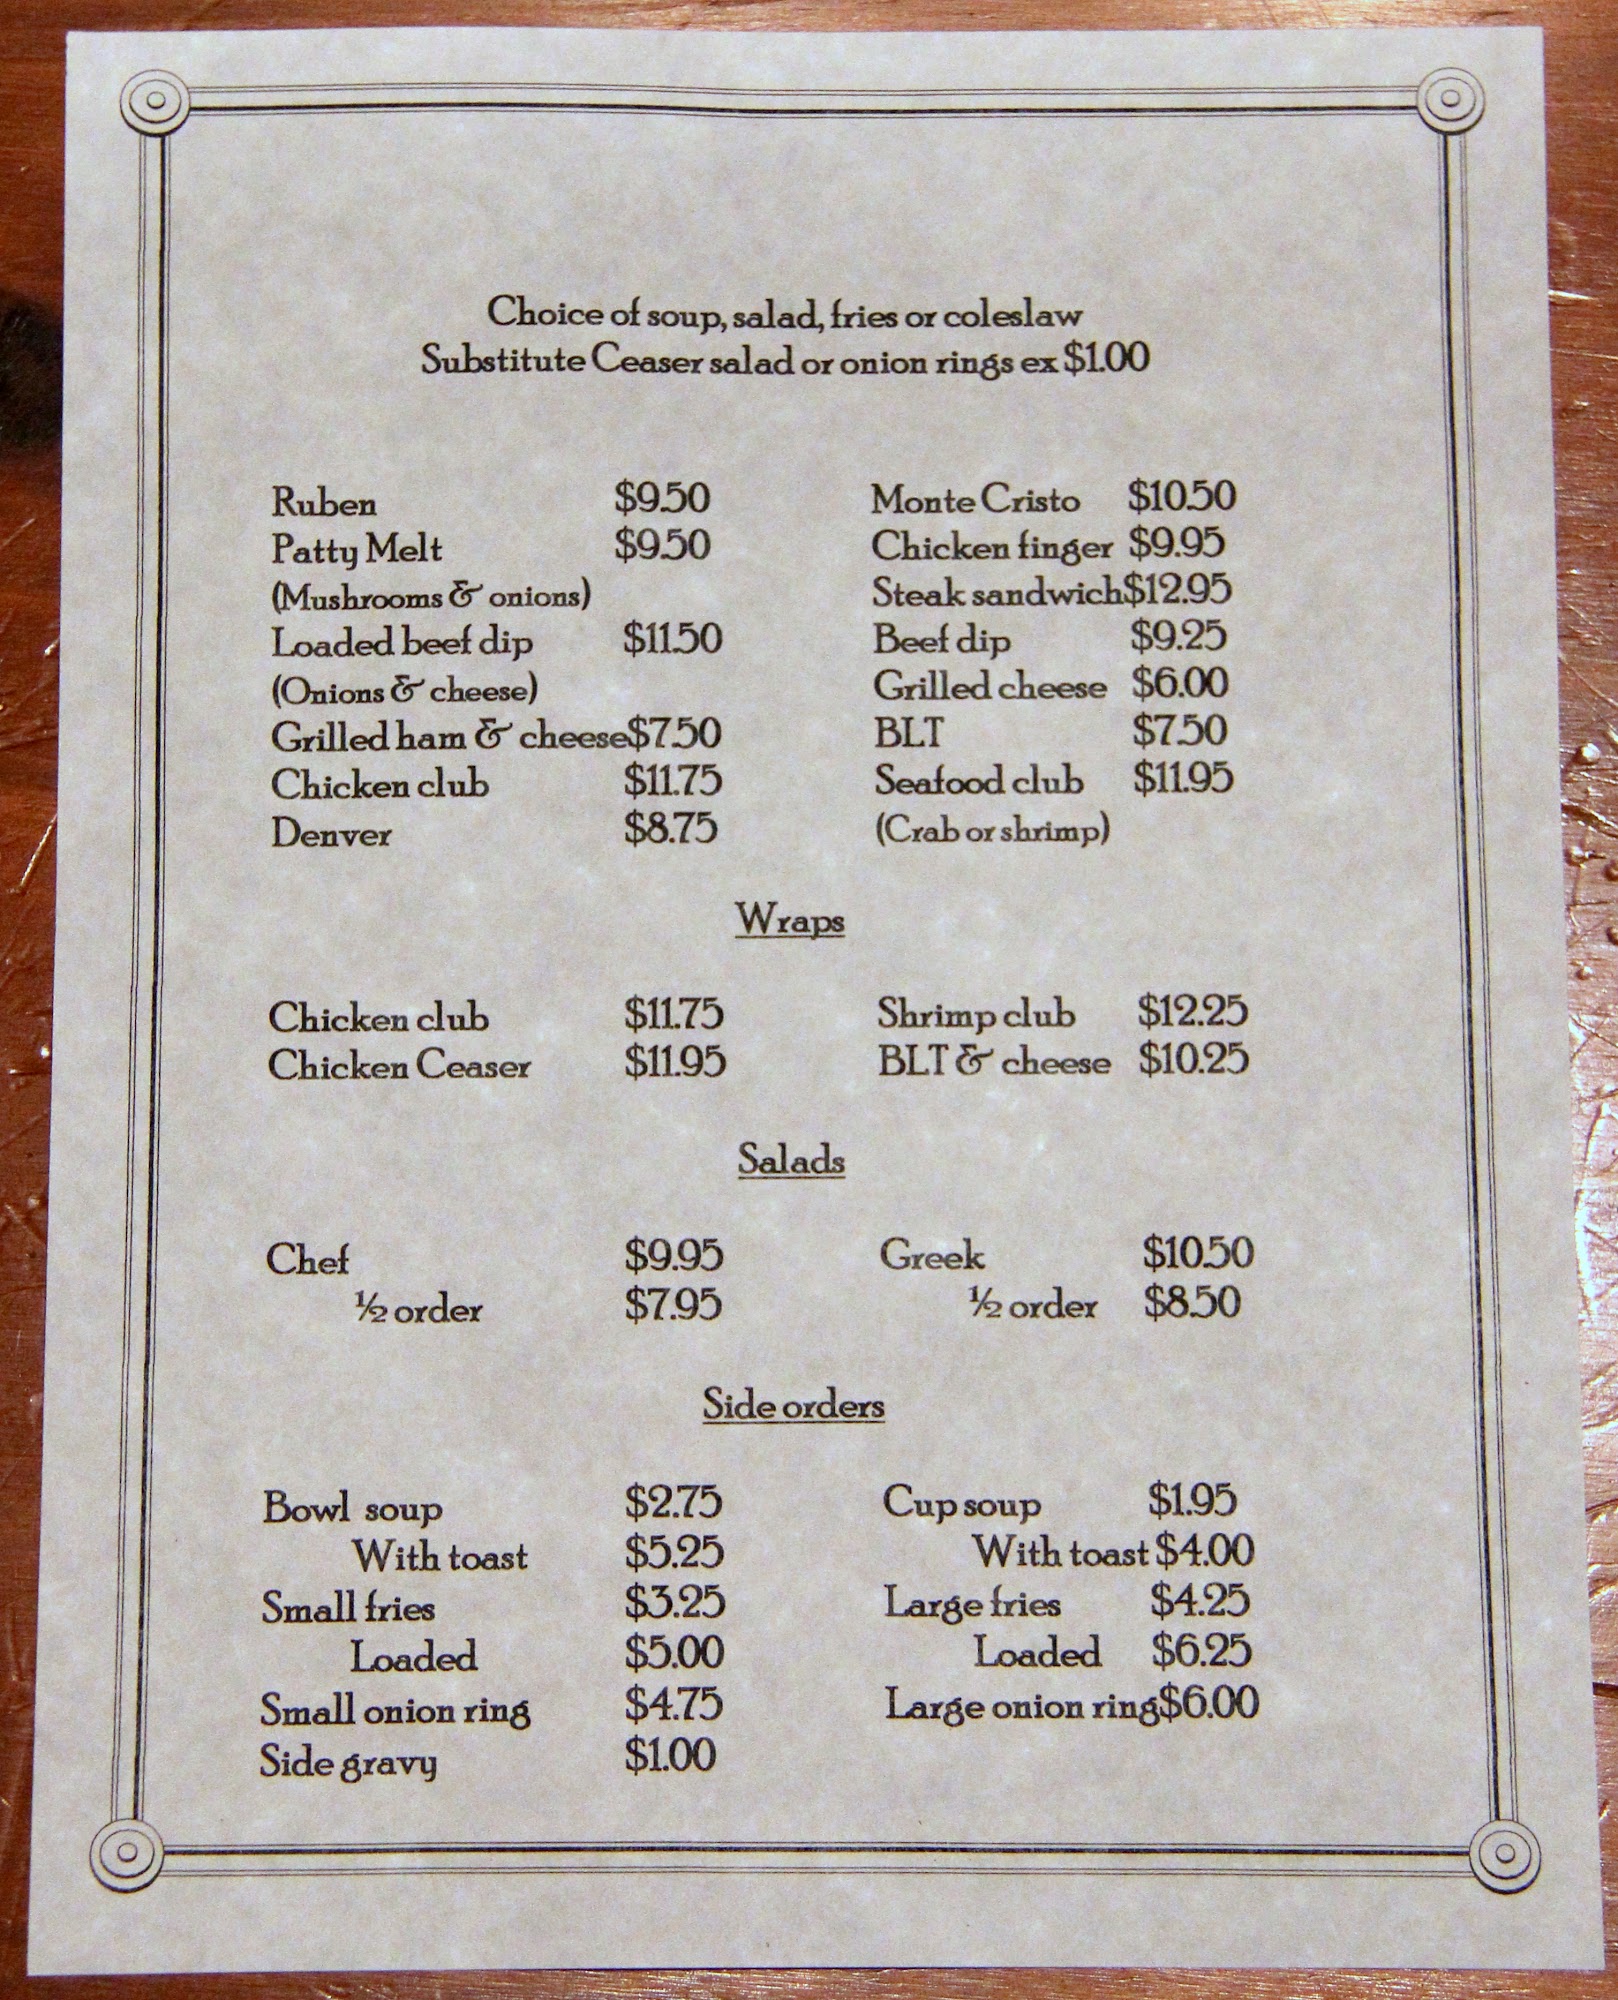 Choice of soup, salad, fries or coleslaw
Substitute Ceaser salad or onion rings ex $1.00
Ruben $9.50
Patty Melt $9.50
(Mushrooms & onions)
Loaded beef dip $11.50
(Onions & cheese)
Grilled ham & cheese $7.50
Chicken club $11.75
Denver $8.75
Monte Cristo $10.50
Chicken finger $9.95
Steak sandwich $12.95
Beef dip $9.25
Grilled cheese $6.00
BLT $7.50
Seafood club $11.95
(Crab or shrimp)
Wraps
Chicken club $11.75
Chicken Ceaser $11.95
Shrimp club $12.25
BLT & cheese $10.25
Salads
Chef $9.95
½ order $7.95
Greek $10.50
½ order $8.50
Side orders
Bowl soup $2.75
With toast $5.25
Small fries $3.25
Loaded $5.00
Small onion ring $4.75
Side gravy $1.00
Cup soup $1.95
With toast $4.00
Large fries $4.25
Loaded $6.25
Large onion ring $6.00